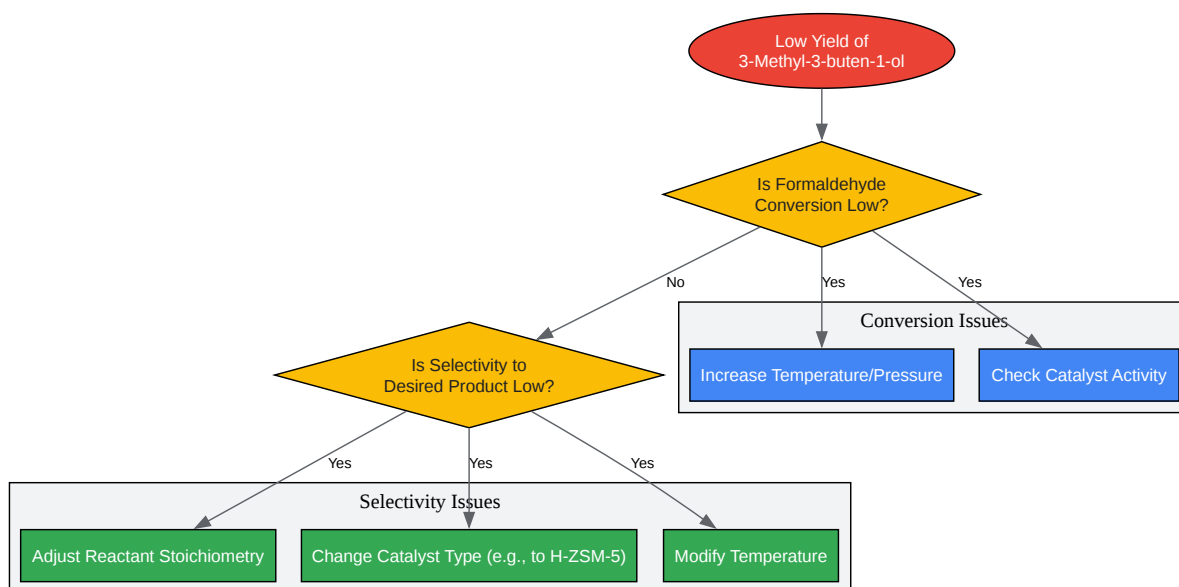 Low Yield of
3-Methyl-3-buten-1-ol
Is Formaldehyde
Conversion Low?
No
Yes
Yes
Conversion Issues
Increase Temperature/Pressure
Check Catalyst Activity
Is Selectivity to
Desired Product Low?
Yes
Yes
Yes
Selectivity Issues
Adjust Reactant Stoichiometry
Change Catalyst Type (e.g., to H-ZSM-5)
Modify Temperature